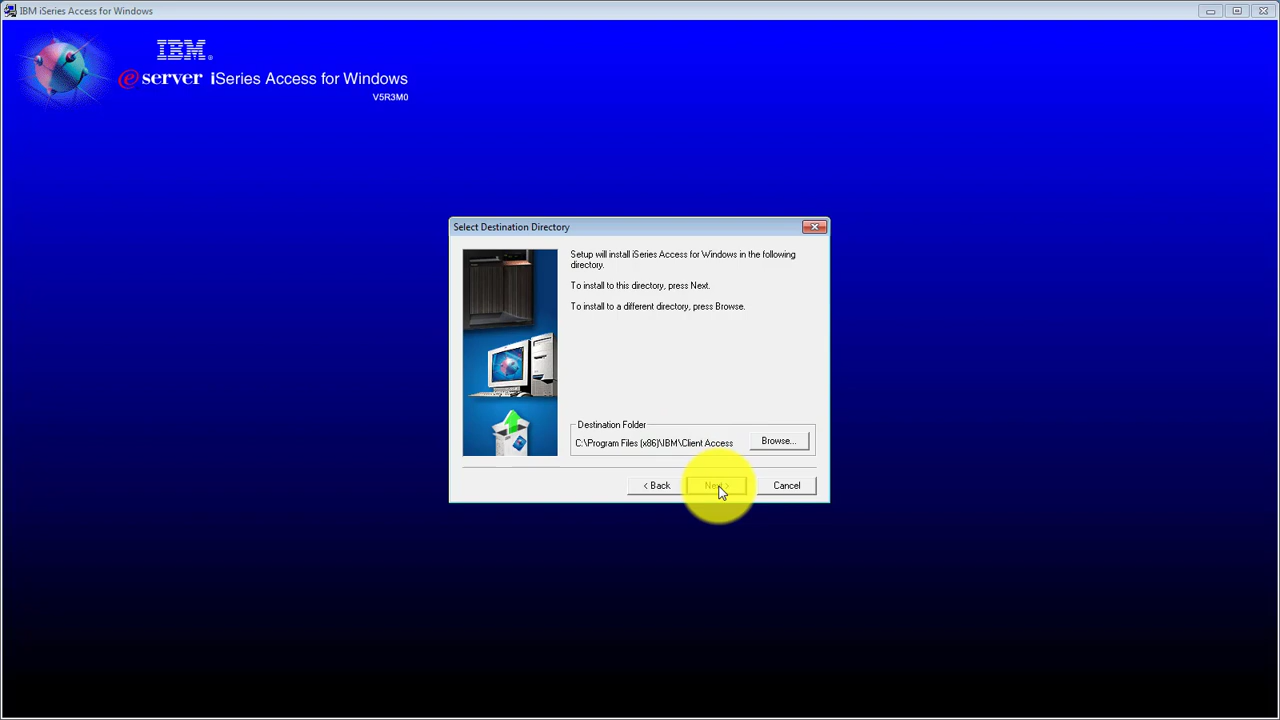 IBM iSeries Access for Windows
IBM®
eserver iSeries Access for Windows
V5R3M0
Select Destination Directory
Setup will install iSeries Access for Windows in the following
directory.
To install to this directory, press Next.
To install to a different directory, press Browse.
Destination Folder
C:\Program Files (x86)\IBM\Client Access
Browse...
< Back
Next >
Cancel